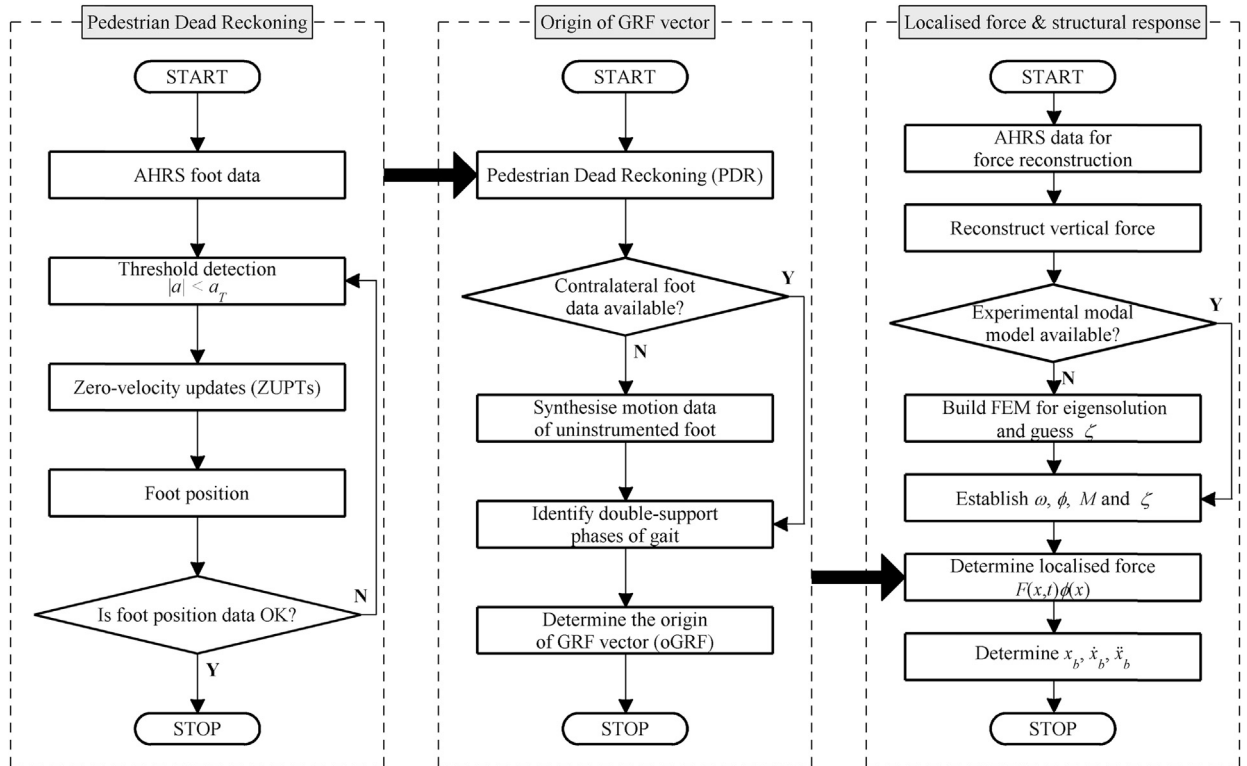 Pedestrian Dead Reckoning
START
AHRS foot data
Threshold detection
|a| < a_T
Zero-velocity updates (ZUPTs)
Foot position
Is foot position data OK?
N
Y
STOP
Origin of GRF vector
START
Pedestrian Dead Reckoning (PDR)
Contralateral foot
data available?
Y
N
Synthesise motion data
of uninstrumented foot
Identify double-support
phases of gait
Determine the origin
of GRF vector (oGRF)
STOP
Localised force & structural response
START
AHRS data for
force reconstruction
Reconstruct vertical force
Experimental modal
model available?
Y
N
Build FEM for eigensolution
and guess ζ
Establish ω, ϕ, M and ζ
Determine localised force
F(x,t)ϕ(x)
Determine x_b, ẋ_b, ẍ_b
STOP